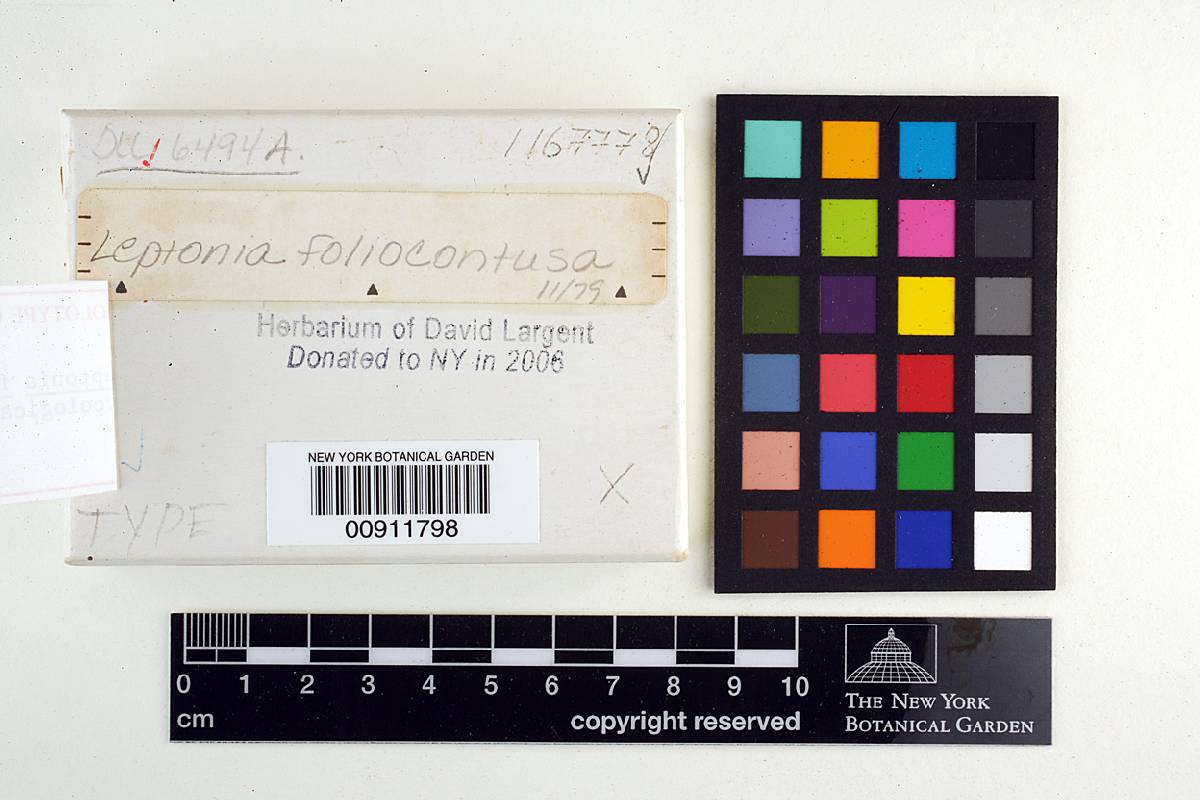 6494A.
1167778
Leptonia foliocontusa
11/79
Herbarium of David Largent
Donated to NY in 2006
NEW YORK BOTANICAL GARDEN
00911798
X
TYPE
0 1 2 3 4 5 6 7 8 9 10
cm
copyright reserved
THE NEW YORK
BOTANICAL GARDEN